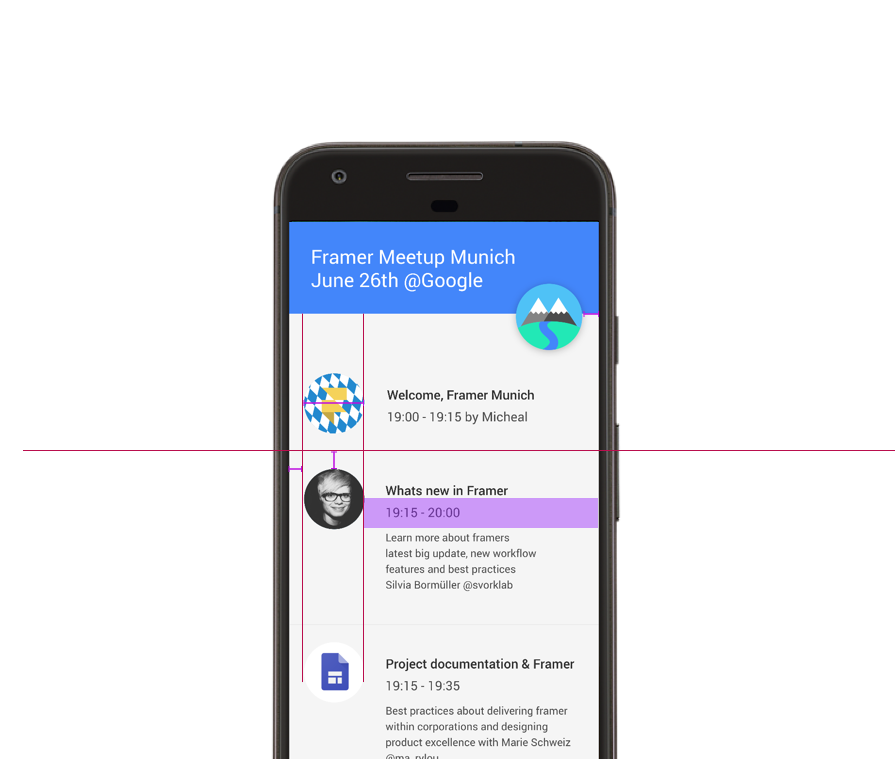 Framer Meetup Munich
June 26th @Google
Welcome, Framer Munich
19:00 - 19:15 by Micheal
Whats new in Framer
19:15 - 20:00
Learn more about framers
latest big update, new workflow
features and best practices
Silvia Bormüller @svorklab
Project documentation & Framer
19:15 - 19:35
Best practices about delivering framer
within corporations and designing
product excellence with Marie Schweiz